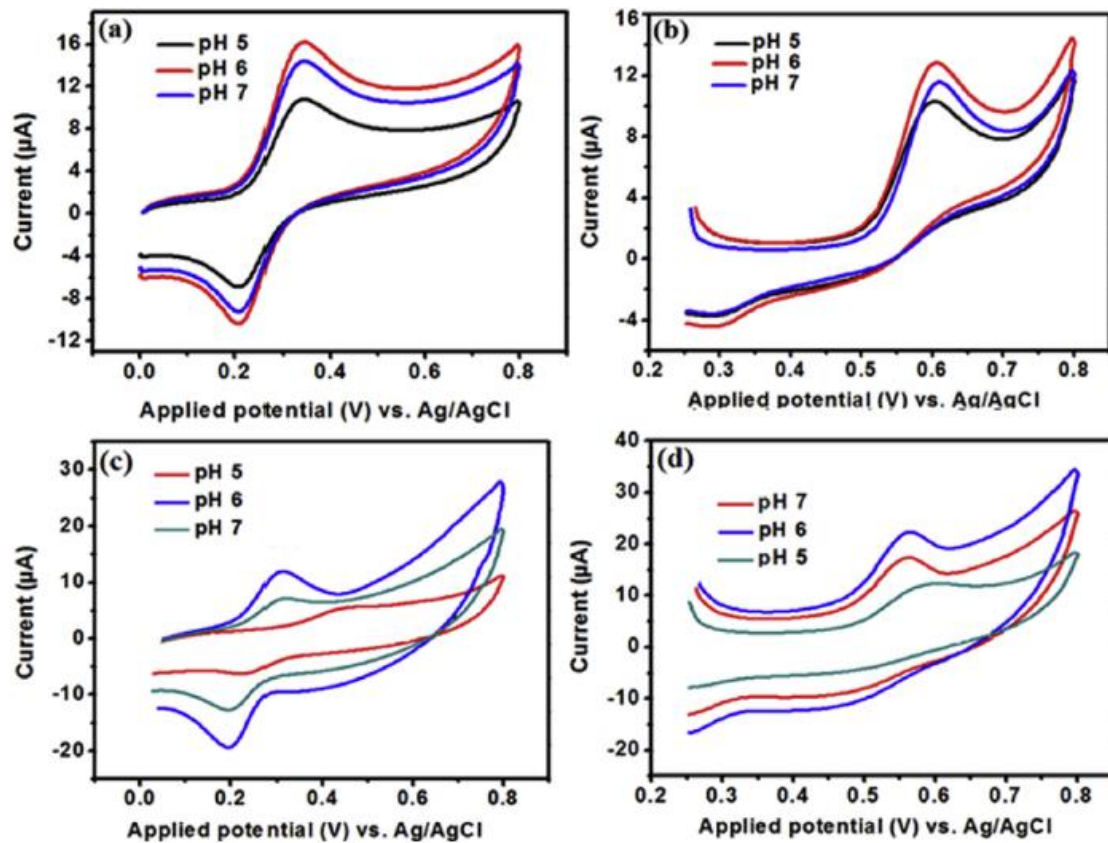 (a)
pH 5
pH 6
pH 7
Current (µA)
16
12
8
4
0
-4
-8
-12
0.0
0.2
0.4
0.6
0.8
Applied potential (V) vs. Ag/AgCl
(b)
pH 5
pH 6
pH 7
Current (µA)
16
12
8
4
0
-4
0.2
0.3
0.4
0.5
0.6
0.7
0.8
Applied potential (V) vs. Ag/AgCl
(c)
pH 5
pH 6
pH 7
Current (µA)
30
20
10
0
-10
-20
0.0
0.2
0.4
0.6
0.8
Applied potential (V) vs. Ag/AgCl
(d)
pH 7
pH 6
pH 5
Current (µA)
40
30
20
10
0
-10
-20
0.2
0.3
0.4
0.5
0.6
0.7
0.8
Applied potential (V) vs. Ag/AgCl